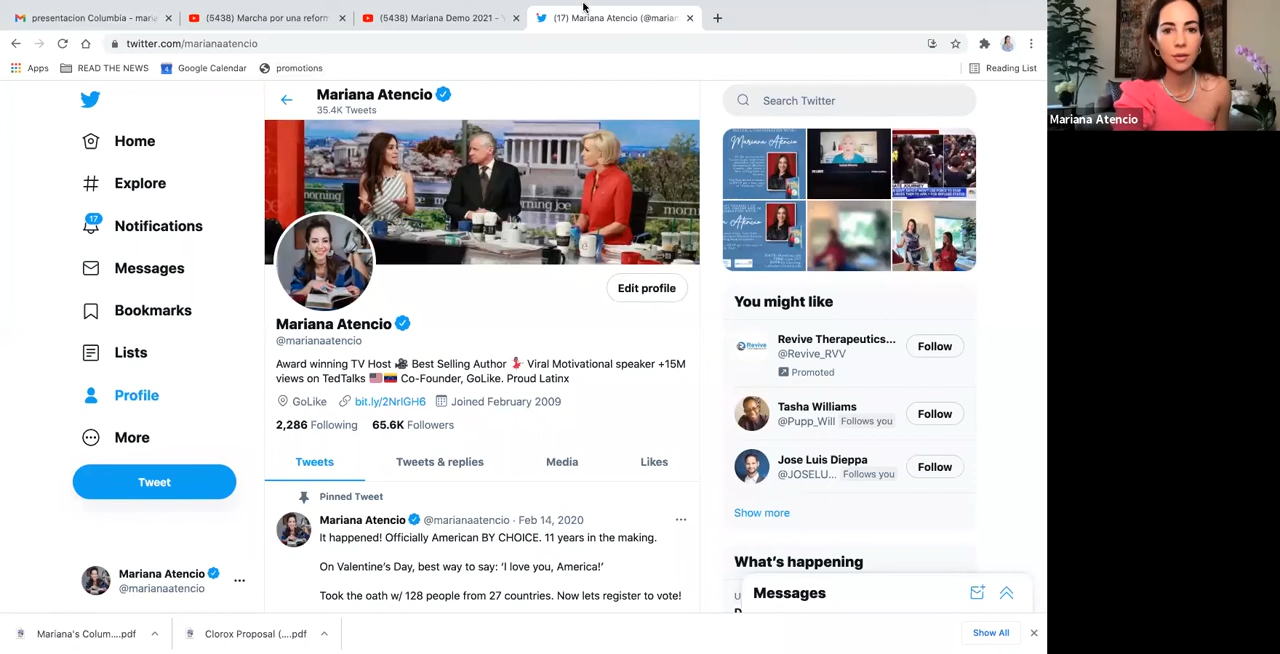 presentacion Columbia - maria
(5438) Marcha por una reform
(5438) Mariana Demo 2021 - Y
(17) Mariana Atencio (@marian
twitter.com/marianaatencio
Apps
READ THE NEWS
Google Calendar
promotions
Reading List
Mariana Atencio
Mariana Atencio
35.4K Tweets
Home
Explore
17
Notifications
Messages
Bookmarks
Lists
Profile
More
Tweet
Mariana Atencio
@marianaatencio
morning joe
Edit profile
Mariana Atencio
@marianaatencio
Award winning TV Host 🎥 Best Selling Author 💃 Viral Motivational speaker +15M
views on TedTalks 🇺🇸🇻🇪 Co-Founder, GoLike. Proud Latinx
GoLike bit.ly/2NrlGH6 Joined February 2009
2,286 Following 65.6K Followers
Tweets Tweets & replies Media Likes
Pinned Tweet
Mariana Atencio @marianaatencio · Feb 14, 2020
It happened! Officially American BY CHOICE. 11 years in the making.
On Valentine's Day, best way to say: 'I love you, America!'
Took the oath w/ 128 people from 27 countries. Now lets register to vote!
Search Twitter
Mariana Atencio
You might like
Revive Therapeutics...
@Revive_RVV
Promoted
Follow
Tasha Williams
@Pupp_Will Follows you
Follow
Jose Luis Dieppa
@JOSELU... Follows you
Follow
Show more
What's happening
Messages
Mariana's Colum....pdf
Clorox Proposal (....pdf
Show All